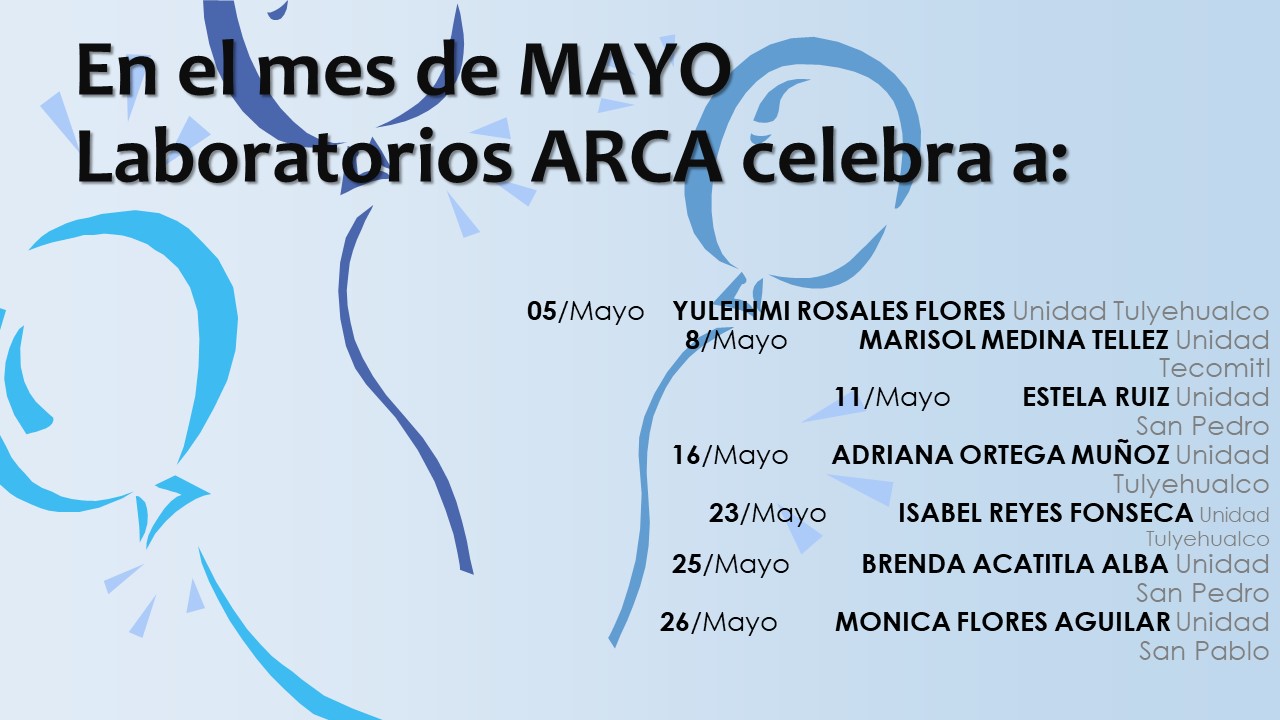 En el mes de MAYO
Laboratorios ARCA celebra a:
05/Mayo YULEIHMI ROSALES FLORES Unidad Tulyehualco
8/Mayo MARISOL MEDINA TELLEZ Unidad
Tecomitl
11/Mayo ESTELA RUIZ Unidad
San Pedro
16/Mayo ADRIANA ORTEGA MUÑOZ Unidad
Tulyehualco
23/Mayo ISABEL REYES FONSECA Unidad
Tulyehualco
25/Mayo BRENDA ACATITLA ALBA Unidad
San Pedro
26/Mayo MONICA FLORES AGUILAR Unidad
San Pablo